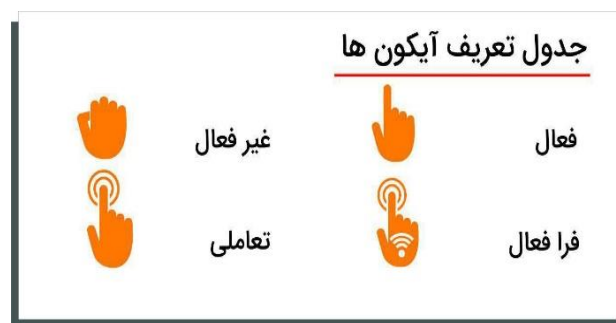 جدول تعریف آیکون ها
فعال
غیر فعال
فرا فعال
تعاملی